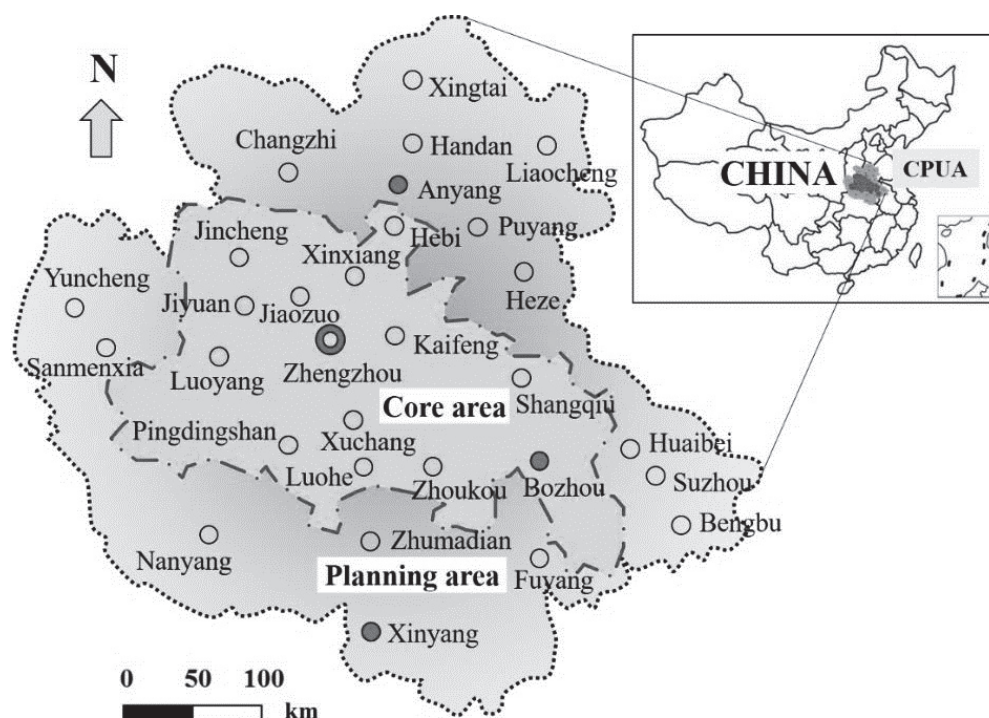 N
Xingtai
Changzhi
Handan
Liaocheng
Anyang
CHINA
CPUA
Jincheng
Hebi
Puyang
Xinxiang
Yuncheng
Heze
Jiyuan
Jiaozuo
Kaifeng
Sanmenxia
Luoyang
Zhengzhou
Core area
Shangqiu
Pingdingshan
Xuchang
Huaibei
Luohe
Zhoukou
Bozhou
Suzhou
Bengbu
Nanyang
Zhumadian
Planning area
Fuyang
Xinyang
0 50 100
km